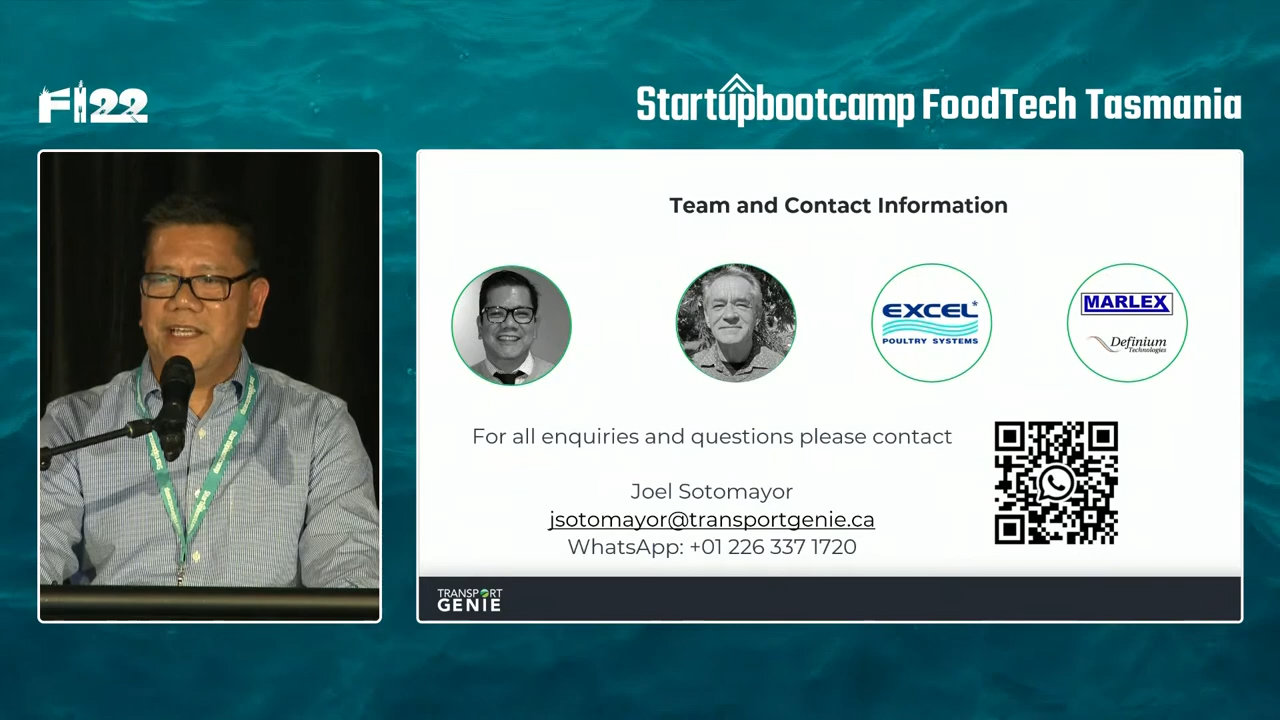 FI22
Startupbootcamp FoodTech Tasmania
Team and Contact Information
EXCEL
POULTRY SYSTEMS
MARLEX
Definium
Technologies
For all enquiries and questions please contact
Joel Sotomayor
jsotomayor@transportgenie.ca
WhatsApp: +01 226 337 1720
TRANSPORT
GENIE